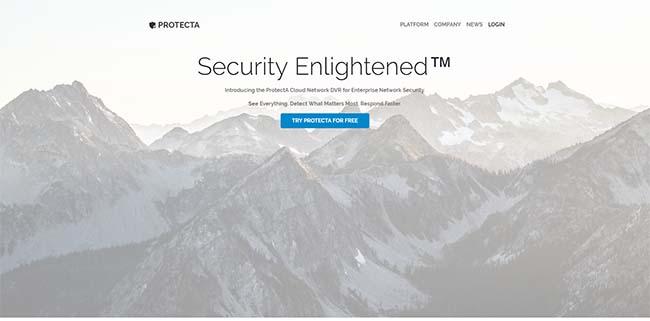 PROTECTA
PLATFORM COMPANY NEWS LOGIN
Security Enlightened™
Introducing the ProtectA Cloud Network DVR for Enterprise Network Security.
See Everything. Detect What Matters Most. Respond Faster.
TRY PROTECTA FOR FREE